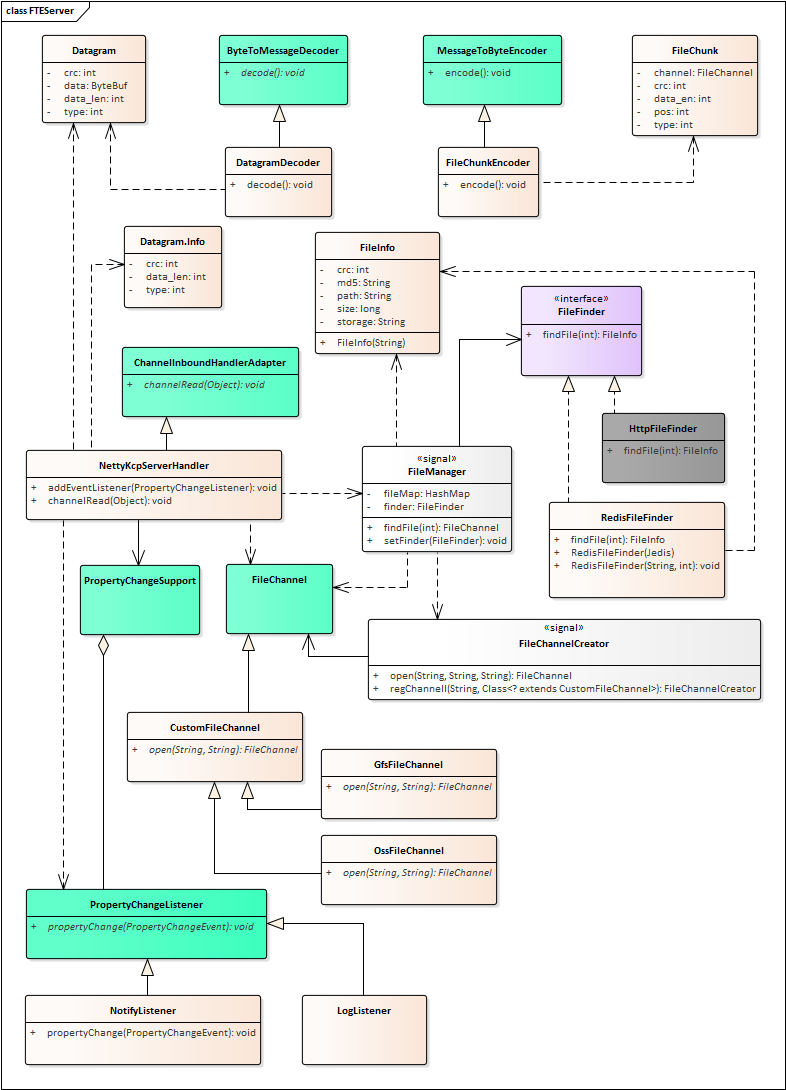 class FTEServer
Datagram
- crc: int
- data: ByteBuf
- data_len: int
- type: int
ByteToMessageDecoder
+ decode(): void
MessageToByteEncoder
+ encode(): void
FileChunk
- channel: FileChannel
- crc: int
- data_en: int
- pos: int
- type: int
DatagramDecoder
+ decode(): void
FileChunkEncoder
+ encode(): void
Datagram.Info
- crc: int
- data_len: int
- type: int
FileInfo
- crc: int
- md5: String
- path: String
- size: long
- storage: String
+ FileInfo(String)
«interface»
FileFinder
+ findFile(int): FileInfo
ChannelInboundHandlerAdapter
+ channelRead(Object): void
HttpFileFinder
+ findFile(int): FileInfo
NettyKcpServerHandler
+ addEventListener(PropertyChangeListener): void
+ channelRead(Object): void
«signal»
FileManager
- fileMap: HashMap
- finder: FileFinder
+ findFile(int): FileChannel
+ setFinder(FileFinder): void
RedisFileFinder
+ findFile(int): FileInfo
+ RedisFileFinder(Jedis)
+ RedisFileFinder(String, int): void
PropertyChangeSupport
FileChannel
«signal»
FileChannelCreator
+ open(String, String, String): FileChannel
+ regChannell(String, Class<? extends CustomFileChannel>): FileChannelCreator
CustomFileChannel
+ open(String, String): FileChannel
GfsFileChannel
+ open(String, String): FileChannel
OssFileChannel
+ open(String, String): FileChannel
PropertyChangeListener
+ propertyChange(PropertyChangeEvent): void
NotifyListener
+ propertyChange(PropertyChangeEvent): void
LogListener